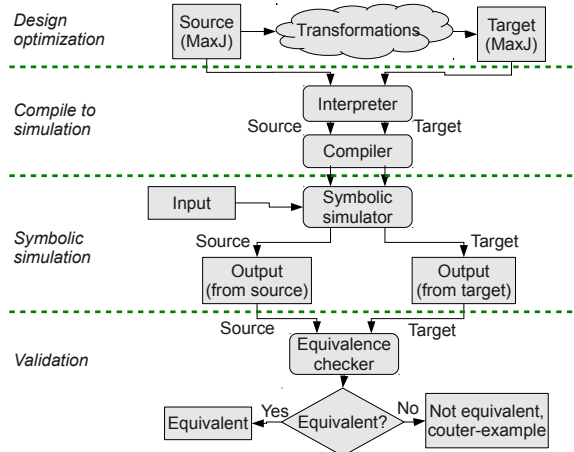 Design
optimization
Source
(MaxJ)
Transformations
Target
(MaxJ)
Compile to
simulation
Interpreter
Source
Target
Compiler
Symbolic
simulation
Input
Symbolic
simulator
Source
Target
Output
(from source)
Output
(from target)
Validation
Source
Target
Equivalence
checker
Equivalent
Yes
Equivalent?
No
Not equivalent,
couter-example